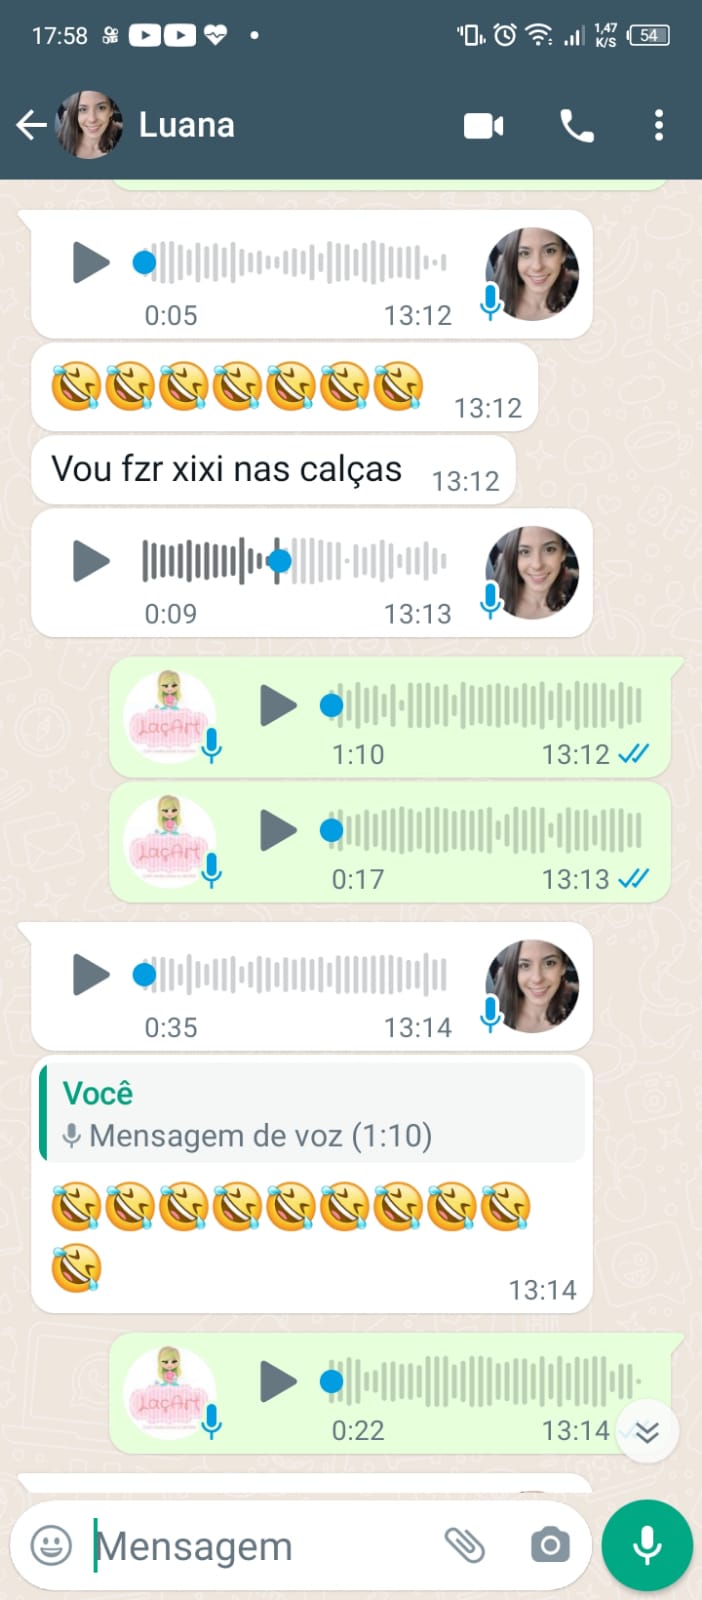 17:58
1,47
K/S
54
Luana
0:05 13:12
13:12
Vou fzr xixi nas calças 13:12
0:09 13:13
LaçArt
1:10 13:12
LaçArt
0:17 13:13
0:35 13:14
Você
Mensagem de voz (1:10)
13:14
LaçArt
0:22 13:14
Mensagem